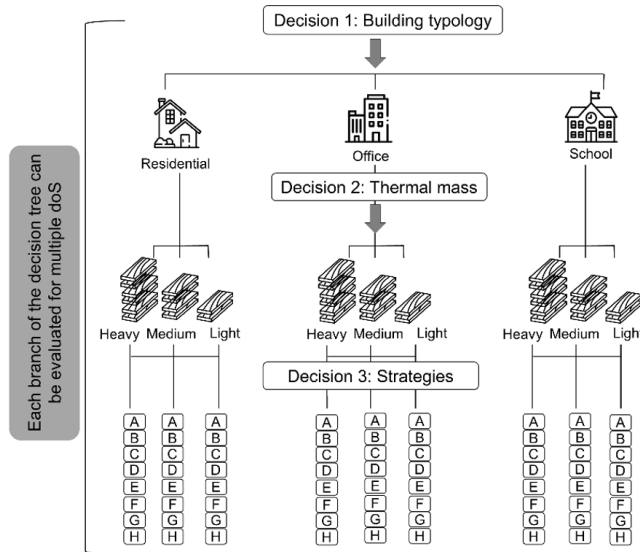 Decision 1: Building typology
Residential
Office
School
Decision 2: Thermal mass
Heavy Medium Light
Heavy Medium Light
Heavy Medium Light
Decision 3: Strategies
A A A A A A A A A
B B B B B B B B B
C C C C C C C C C
D D D D D D D D D
E E E E E E E E E
F F F F F F F F F
G G G G G G G G G
H H H H H H H H H
Each branch of the decision tree can
be evaluated for multiple doS